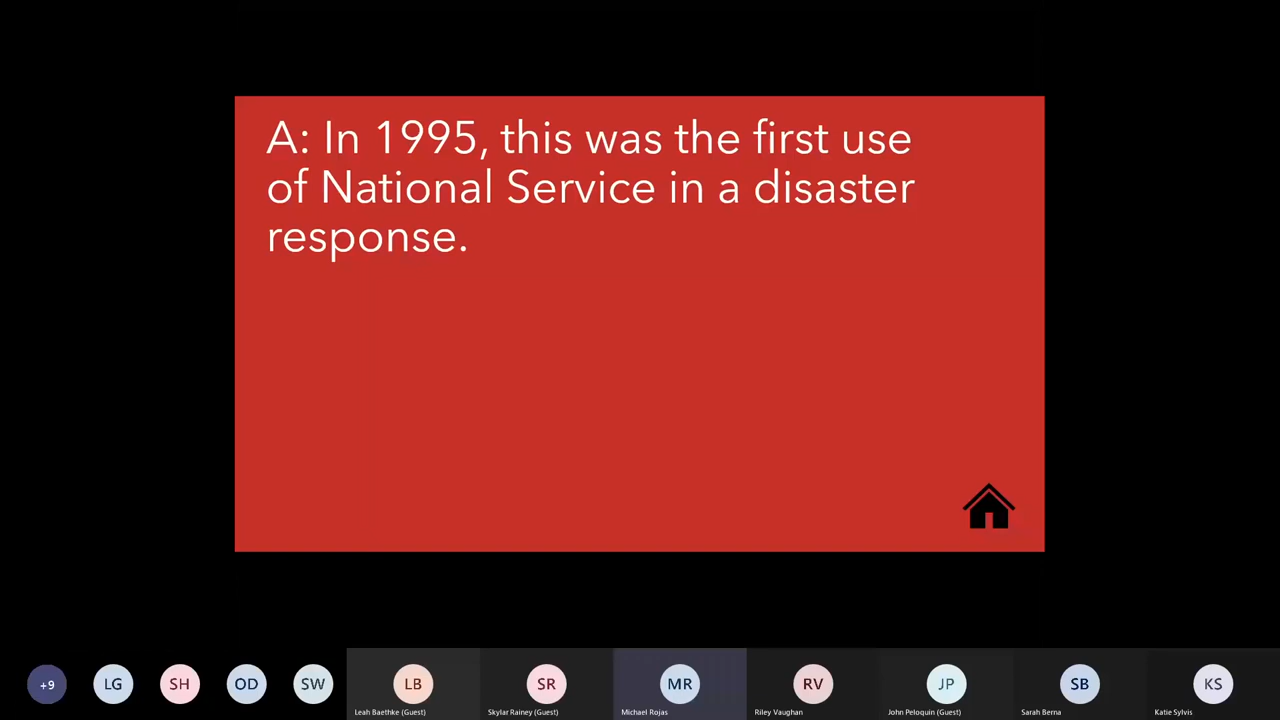 A: In 1995, this was the first use
of National Service in a disaster
response.
+9
LG
SH
OD
SW
LB
SR
MR
RV
JP
SB
KS
Leah Baethke (Guest)
Skylar Rainey (Guest)
Michael Rojas
Riley Vaughan
John Peloquin (Guest)
Sarah Berna
Katie Sylvis